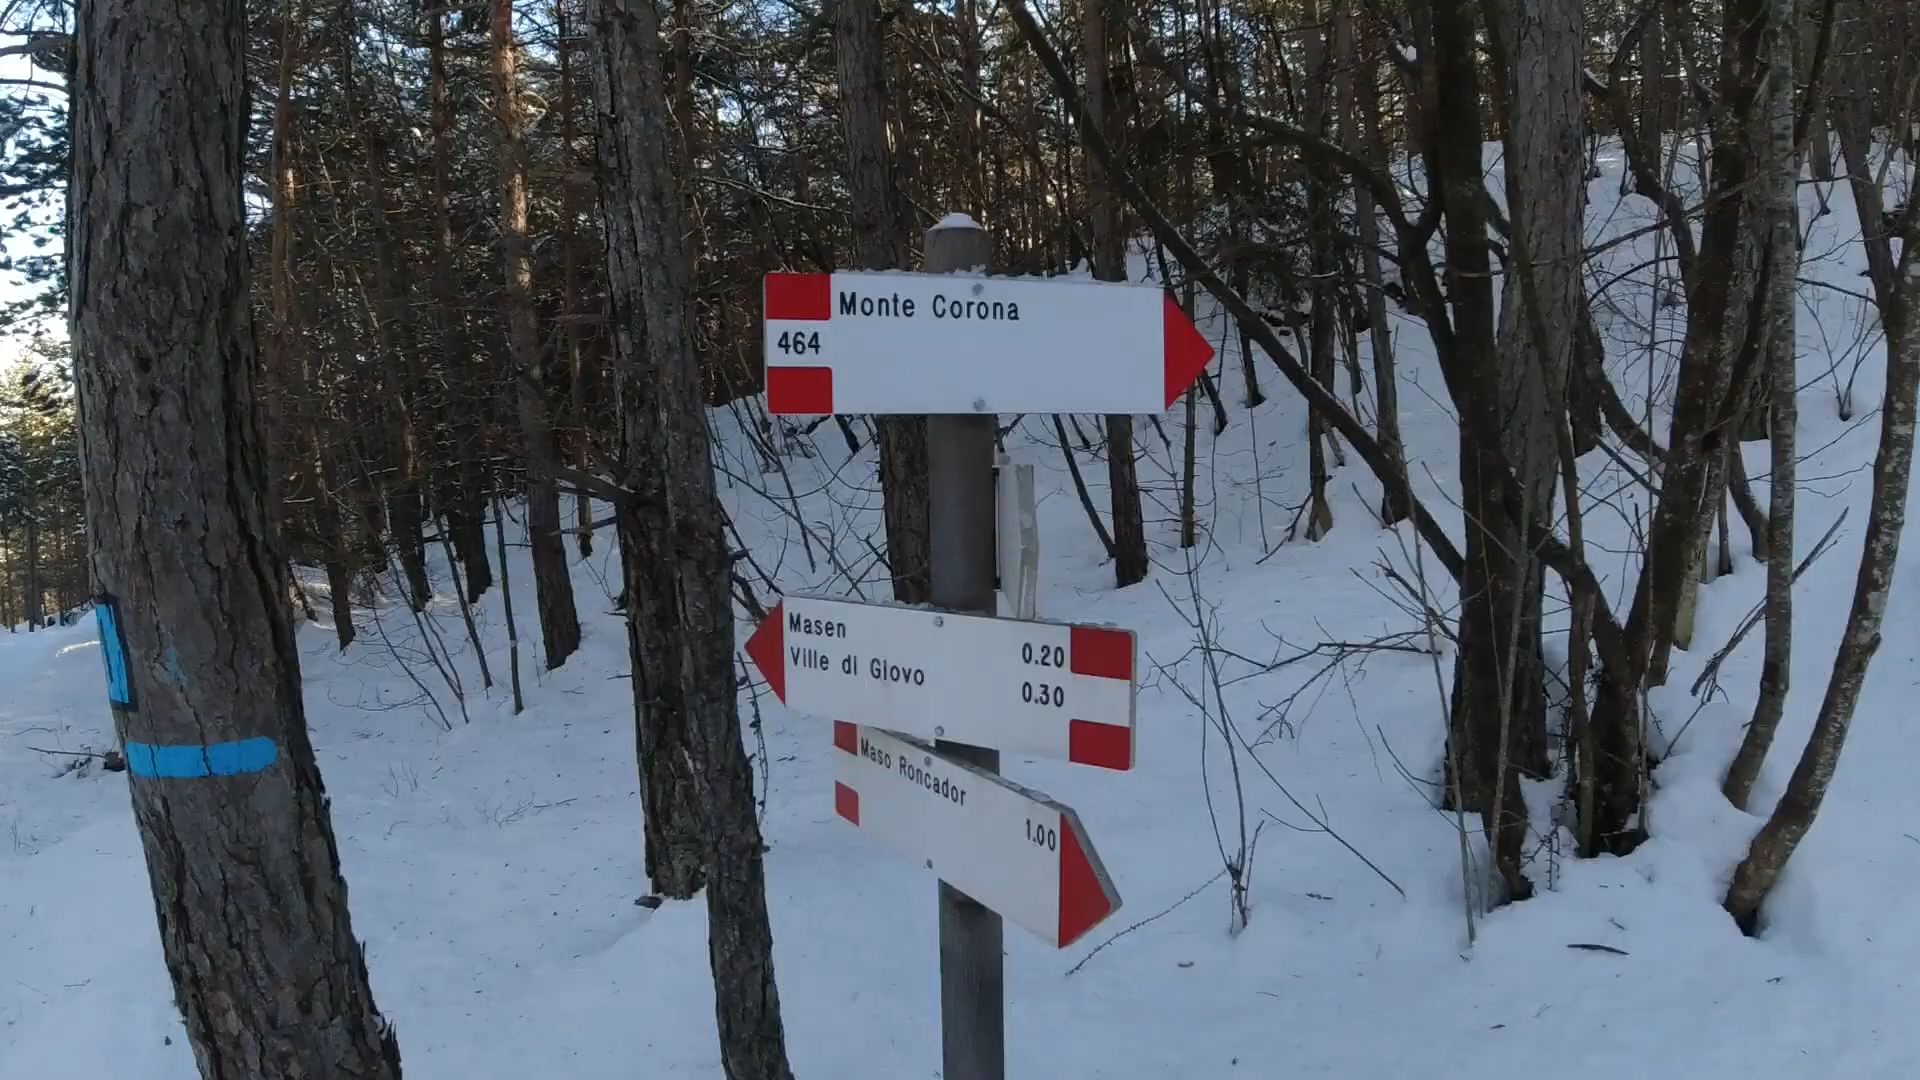 Monte Corona
464
Masen 0.20
Ville di Giovo 0.30
Maso Roncador
1.00